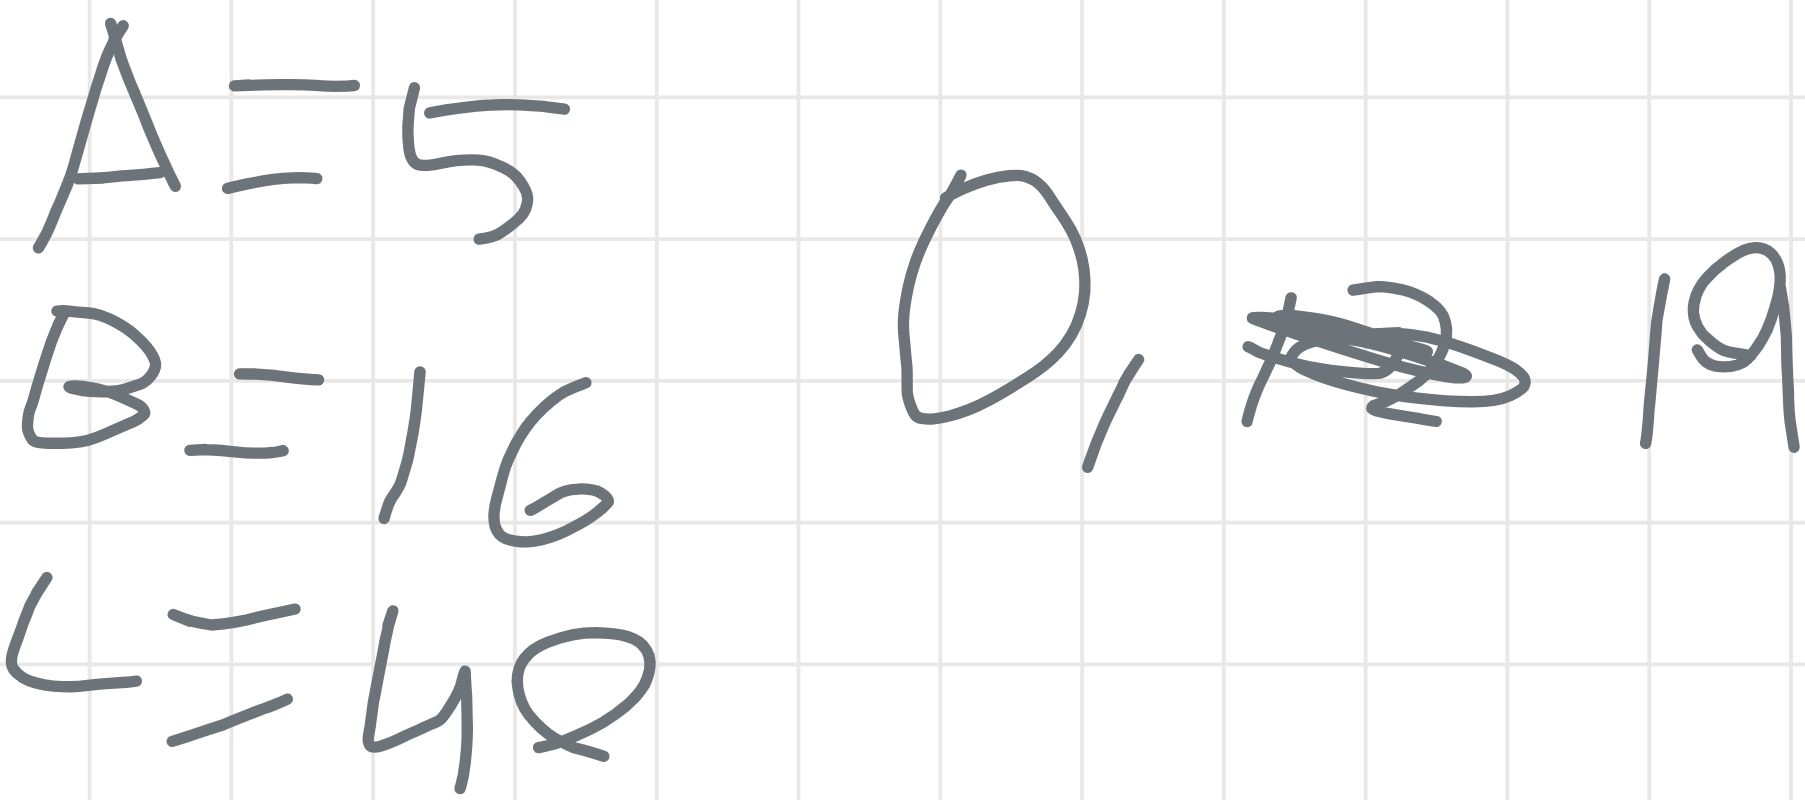 A = 5
B = 16
C = 40
0, 19